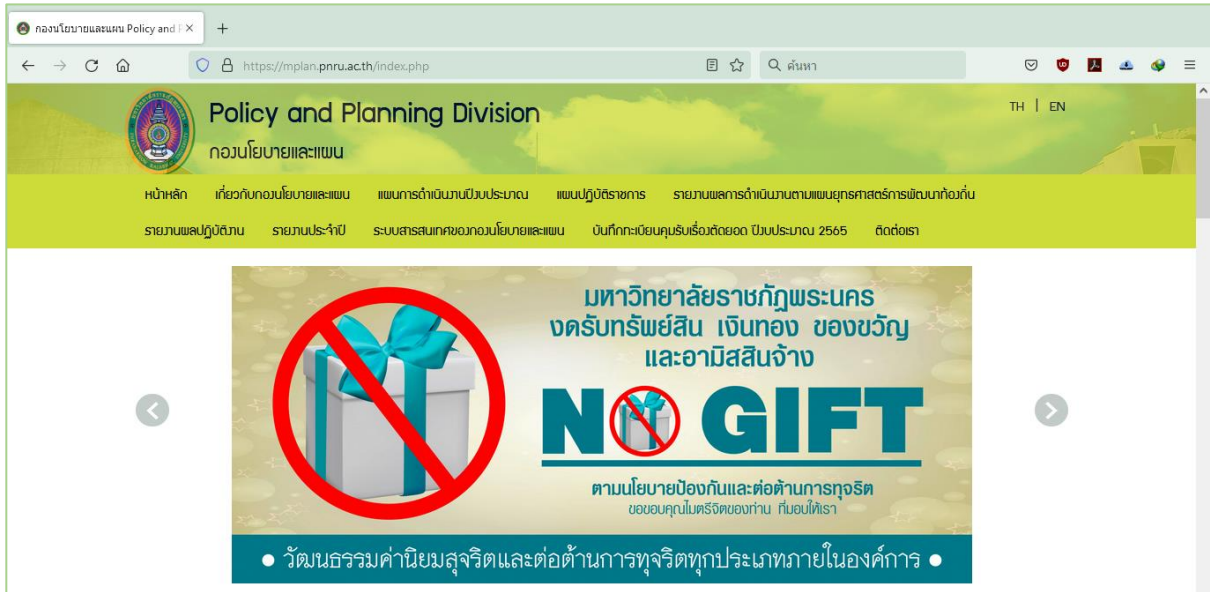 กองนโยบายและแผน Policy and P
https://mplan.pnru.ac.th/index.php
ค้นหา
Policy and Planning Division
TH | EN
กองนโยบายและแผน
หน้าหลัก เกี่ยวกับกองนโยบายและแผน แผนการดำเนินงานปีงบประมาณ แผนปฏิบัติราชการ รายงานผลการดำเนินงานตามแผนยุทธศาสตร์การพัฒนาท้องถิ่น
รายงานผลปฏิบัติงาน รายงานประจำปี ระบบสารสนเทศของกองนโยบายและแผน บันทึกทะเบียนคุมรับเรื่องตัดยอด ปีงบประมาณ 2565 ติดต่อเรา
มหาวิทยาลัยราชภัฏพระนคร
งดรับทรัพย์สิน เงินทอง ของขวัญ
และอามิสสินจ้าง
NO GIFT
ตามนโยบายป้องกันและต่อต้านการทุจริต
ขอขอบคุณไมตรีจิตของท่าน ที่มอบให้เรา
● วัฒนธรรมค่านิยมสุจริตและต่อต้านการทุจริตทุกประเภทภายในองค์การ ●